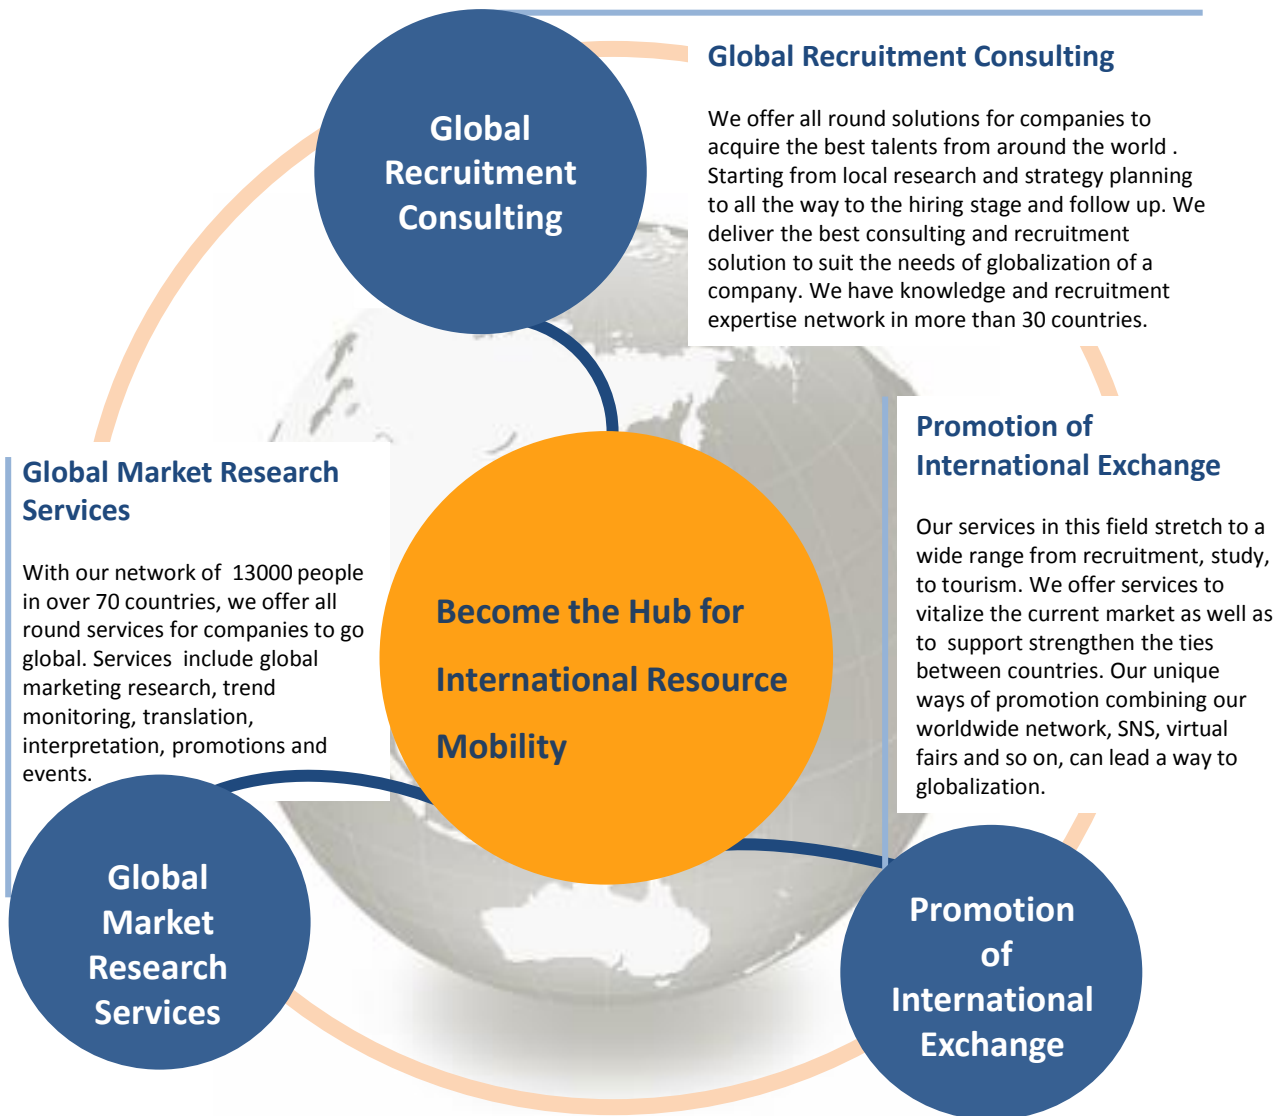 Global
Recruitment
Consulting
Global Recruitment Consulting
We offer all round solutions for companies to
acquire the best talents from around the world .
Starting from local research and strategy planning
to all the way to the hiring stage and follow up. We
deliver the best consulting and recruitment
solution to suit the needs of globalization of a
company. We have knowledge and recruitment
expertise network in more than 30 countries.
Global Market Research
Services
With our network of  13000 people
in over 70 countries, we offer all
round services for companies to go
global. Services  include global
marketing research, trend
monitoring, translation,
interpretation, promotions and
events.
Become the Hub for
International Resource
Mobility
Promotion of
International Exchange
Our services in this field stretch to a
wide range from recruitment, study,
to tourism. We offer services to
vitalize the current market as well as
to  support strengthen the ties
between countries. Our unique
ways of promotion combining our
worldwide network, SNS, virtual
fairs and so on, can lead a way to
globalization.
Global
Market
Research
Services
Promotion
of
International
Exchange